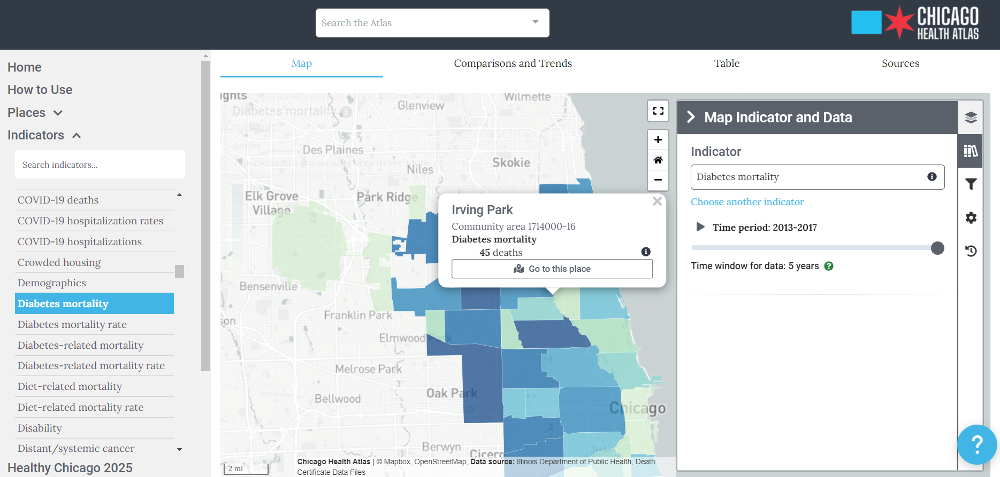 Search the Atlas
CHICAGO
HEALTH ATLAS
Home
How to Use
Places
Indicators
Search indicators...
COVID-19 deaths
COVID-19 hospitalization rates
COVID-19 hospitalizations
Crowded housing
Demographics
Diabetes mortality
Diabetes mortality rate
Diabetes-related mortality
Diabetes-related mortality rate
Diet-related mortality
Diet-related mortality rate
Disability
Distant/systemic cancer
Healthy Chicago 2025
Map
Comparisons and Trends
Table
Sources
ghts
Wilmette
Glenview
Diabetes mortality
2013-2017
deaths
Des Plaines
Tap and hold a community area to see more
Skokie
Niles
Elk Grove
Village
Park Ridge
32
Irving Park
Community area 1714000-16
Diabetes mortality
45 deaths
Go to this place
Bensenville
Franklin Park
son
Elmwood Park
Melrose Park
Oak Park
Bellwood
Chicago
Berwyn
Cicero
2 mi
Chicago Health Atlas | © Mapbox, OpenStreetMap, Data source: Illinois Department of Public Health, Death
Certificate Data Files
Map Indicator and Data
Indicator
Diabetes mortality
Choose another indicator
Time period: 2013-2017
Time window for data: 5 years